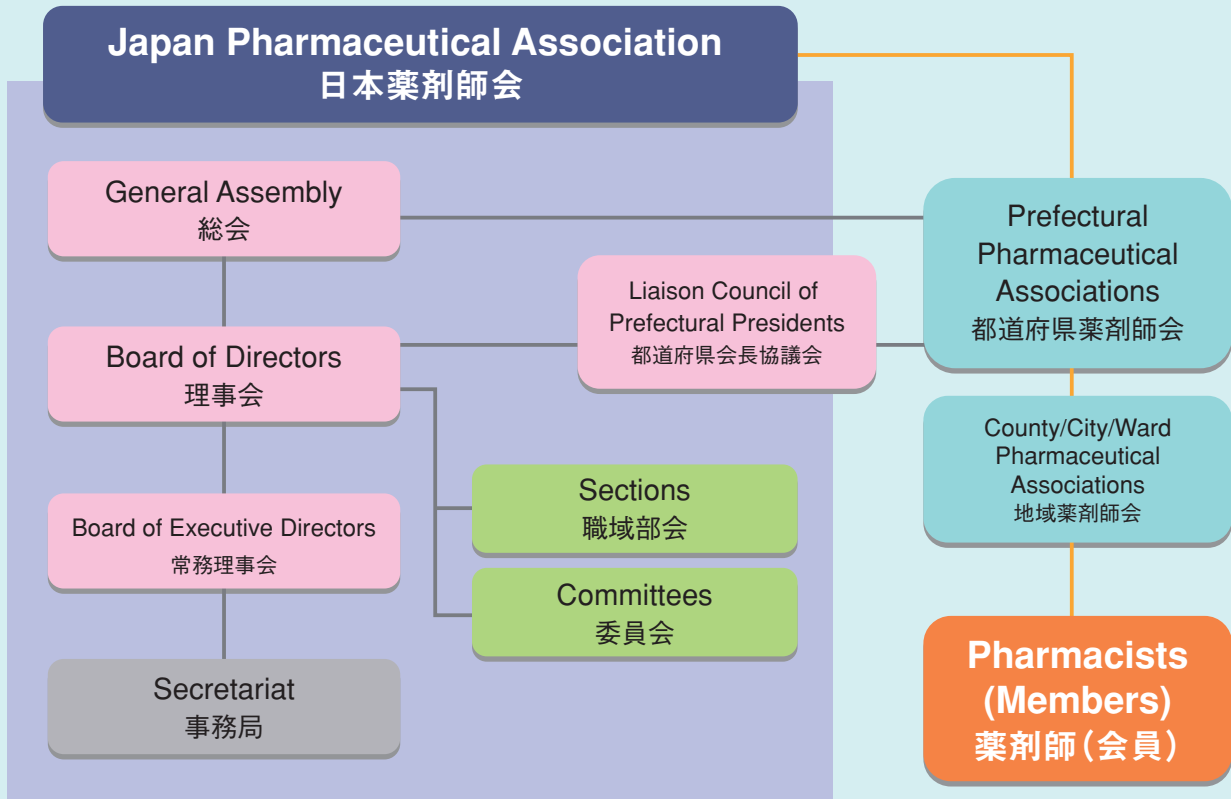 Japan Pharmaceutical Association
日本薬剤師会
General Assembly
総会
Prefectural
Pharmaceutical
Associations
都道府県薬剤師会
Liaison Council of
Prefectural Presidents
都道府県会長協議会
Board of Directors
理事会
County/City/Ward
Pharmaceutical
Associations
地域薬剤師会
Sections
職域部会
Board of Executive Directors
常務理事会
Committees
委員会
Secretariat
事務局
Pharmacists
(Members)
薬剤師(会員)